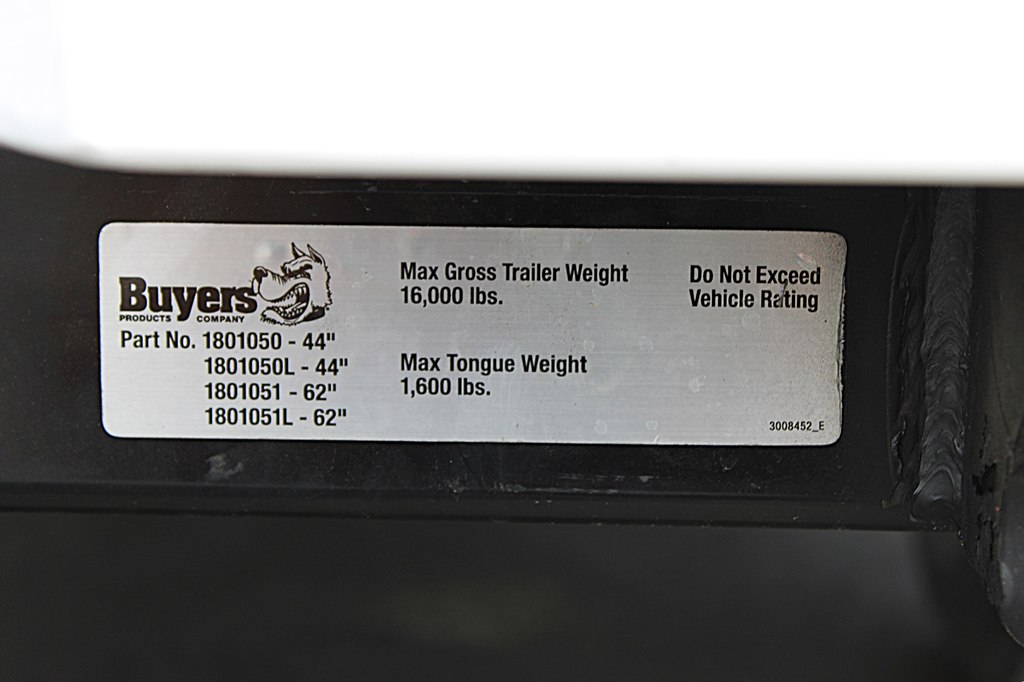 Buyers
PRODUCTS COMPANY
Part No. 1801050 - 44"
1801050L - 44"
1801051 - 62"
1801051L - 62"
Max Gross Trailer Weight
16,000 lbs.
Max Tongue Weight
1,600 lbs.
Do Not Exceed
Vehicle Rating
3008452_E